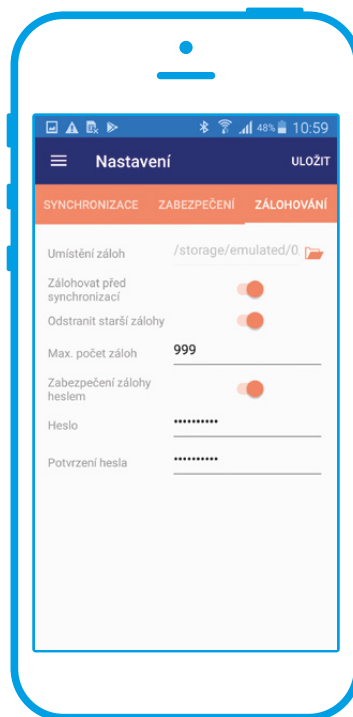 48% 10:59
Nastavení ULOŽIT
SYNCHRONIZACE ZABEZPEČENÍ ZÁLOHOVÁNÍ
Umístění záloh /storage/emulated/0
Zálohovat před
synchronizací
Odstranit starší zálohy
Max. počet záloh 999
Zabezpečení zálohy
heslem
Heslo ••••••••••
Potvrzení hesla ••••••••••